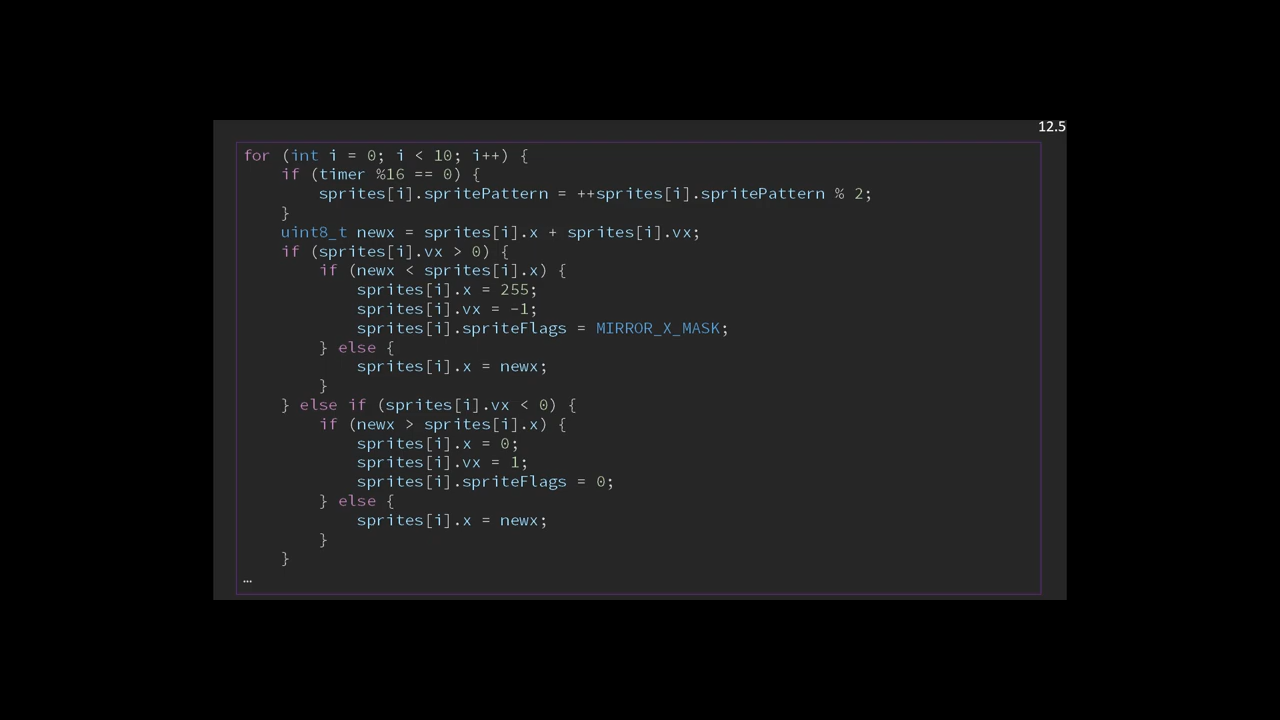 12.5
for (int i = 0; i < 10; i++) {
    if (timer %16 == 0) {
        sprites[i].spritePattern = ++sprites[i].spritePattern % 2;
    }
    uint8_t newx = sprites[i].x + sprites[i].vx;
    if (sprites[i].vx > 0) {
        if (newx < sprites[i].x) {
            sprites[i].x = 255;
            sprites[i].vx = -1;
            sprites[i].spriteFlags = MIRROR_X_MASK;
        } else {
            sprites[i].x = newx;
        }
    } else if (sprites[i].vx < 0) {
        if (newx > sprites[i].x) {
            sprites[i].x = 0;
            sprites[i].vx = 1;
            sprites[i].spriteFlags = 0;
        } else {
            sprites[i].x = newx;
        }
    }
…